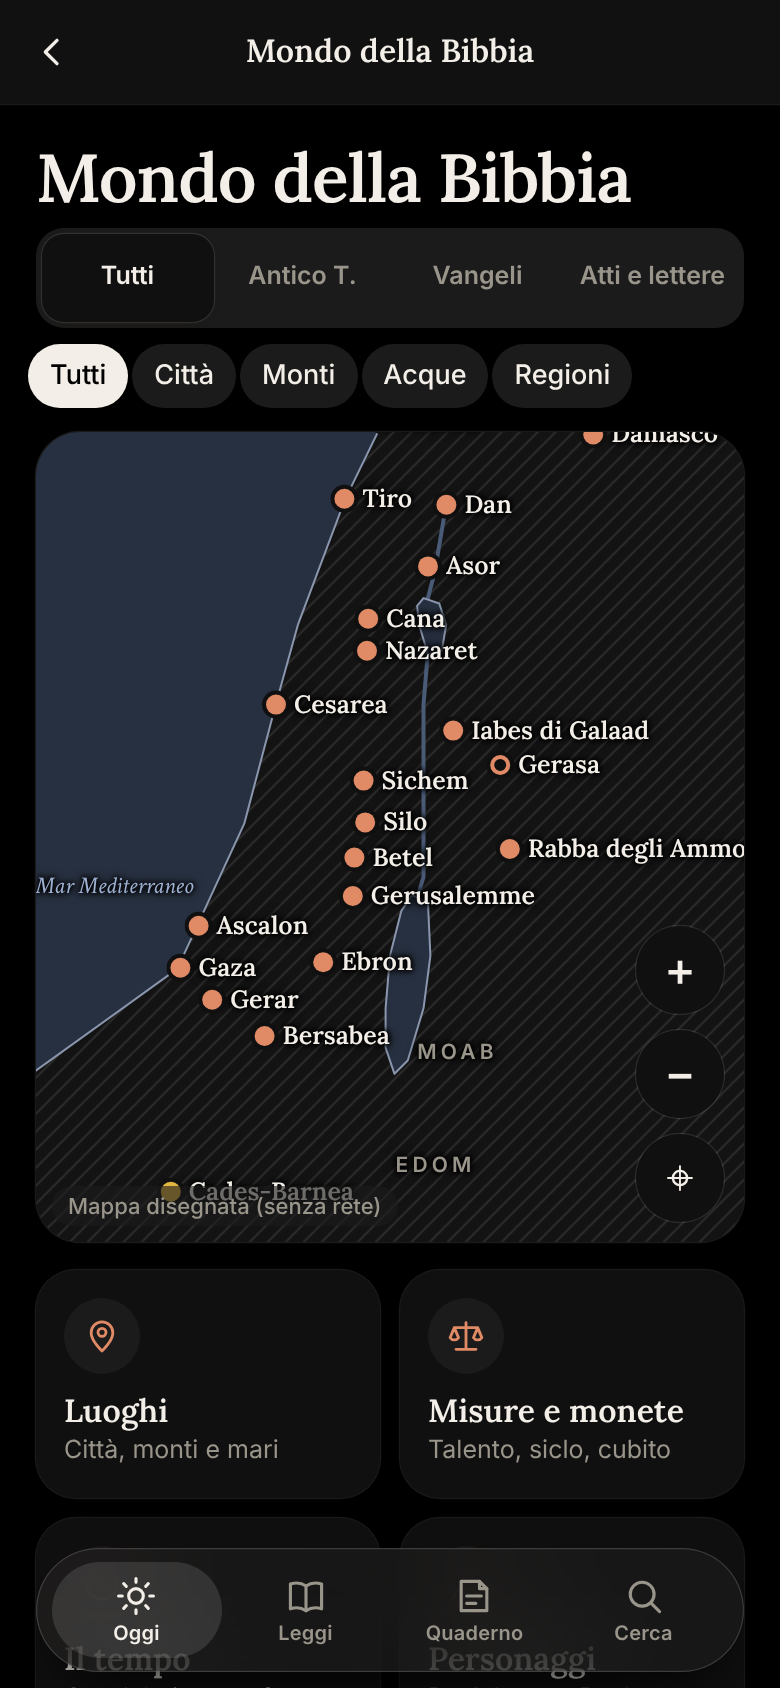 Mondo della Bibbia
Mondo della Bibbia
Tutti Antico T. Vangeli Atti e lettere
Tutti Città Monti Acque Regioni
Damasco
Tiro
Dan
Asor
Cana
Nazaret
Cesarea
Iabes di Galaad
Gerasa
Sichem
Silo
Rabba degli Ammo
Betel
Mar Mediterraneo
Gerusalemme
Ascalon
Gaza
Ebron
Gerar
Bersabea
MOAB
EDOM
Cades-Barnea
Mappa disegnata (senza rete)
Luoghi
Città, monti e mari
Misure e monete
Talento, siclo, cubito
Il tempo
Personaggi
Oggi Leggi Quaderno Cerca